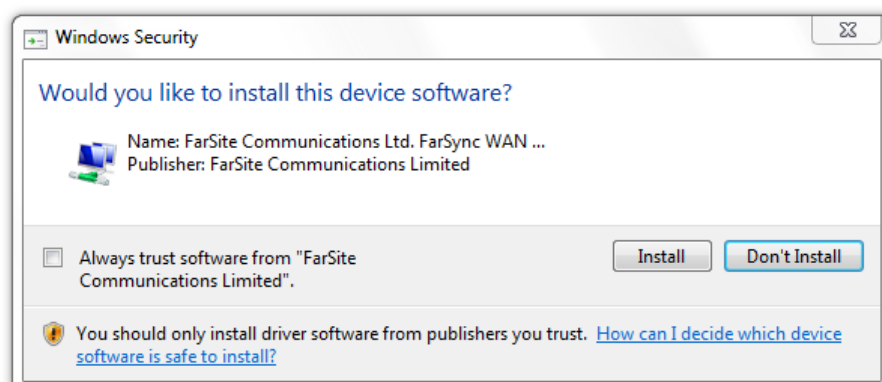 Windows Security
Would you like to install this device software?
Name: FarSite Communications Ltd. FarSync WAN ...
Publisher: FarSite Communications Limited
Always trust software from "FarSite
Communications Limited".
Install
Don't Install
You should only install driver software from publishers you trust. How can I decide which device
software is safe to install?